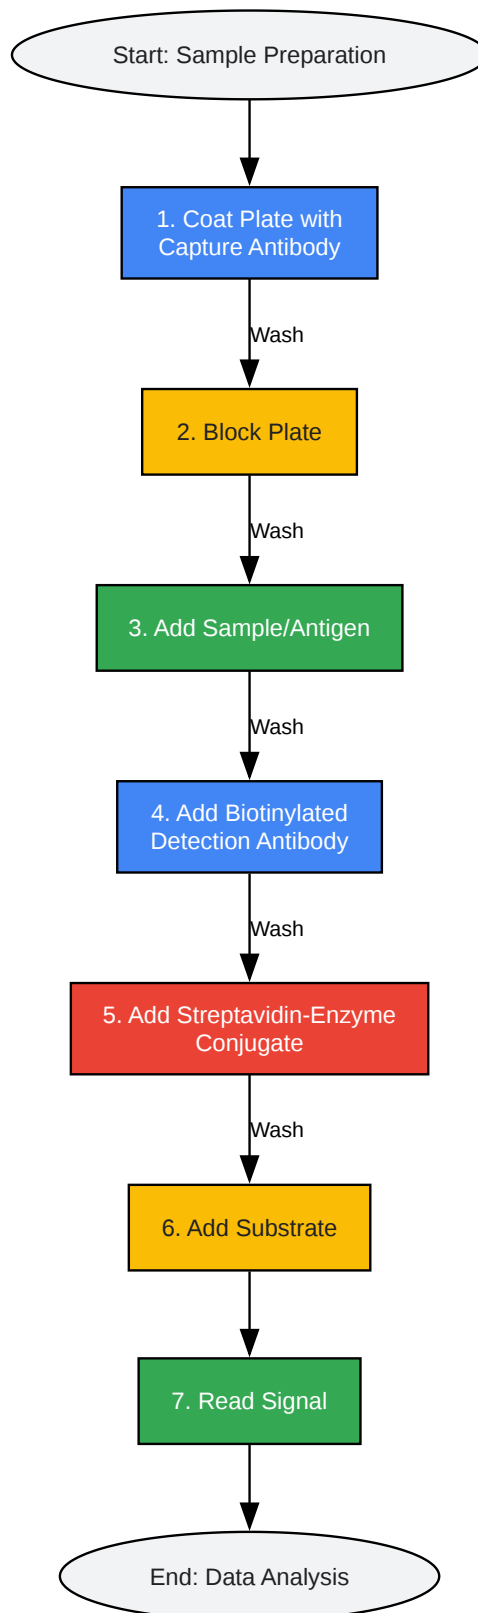 Start: Sample Preparation
1. Coat Plate with
Capture Antibody
Wash
2. Block Plate
Wash
3. Add Sample/Antigen
Wash
4. Add Biotinylated
Detection Antibody
Wash
5. Add Streptavidin-Enzyme
Conjugate
Wash
6. Add Substrate
7. Read Signal
End: Data Analysis